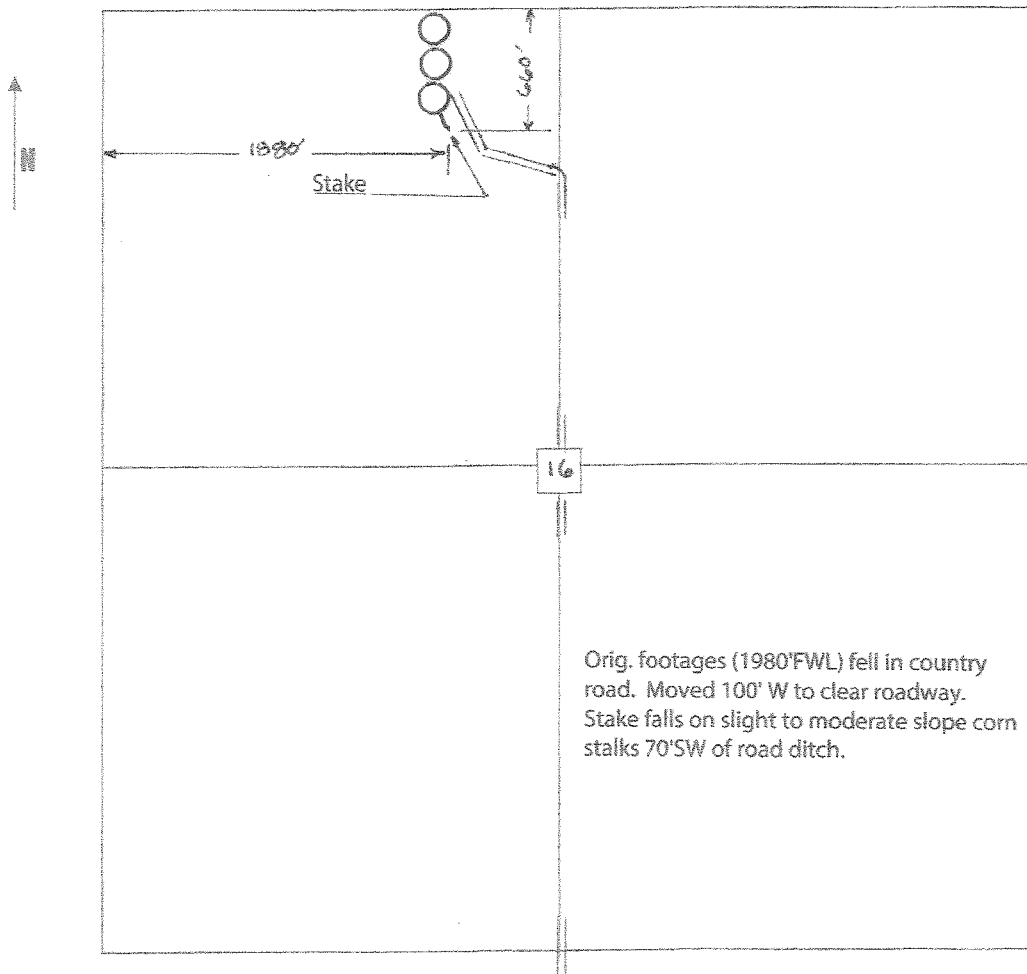 660'
N
1880'
Stake
16
Orig. footages (1980'FWL) fell in country
road. Moved 100' W to clear roadway.
Stake falls on slight to moderate slope corn
stalks 70'SW of road ditch.